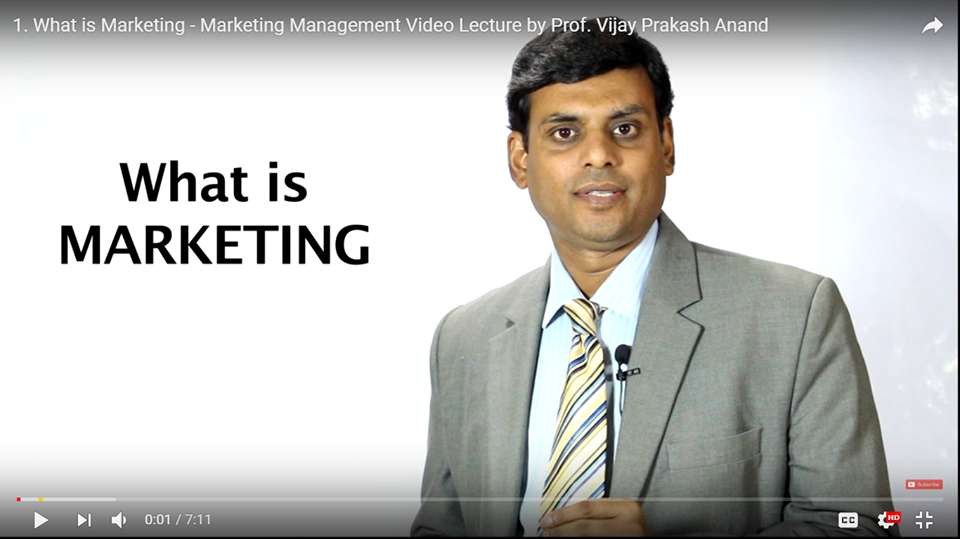 1. What is Marketing - Marketing Management Video Lecture by Prof. Vijay Prakash Anand
What is
MARKETING
Subscribe
0:01 / 7:11
CC
HD